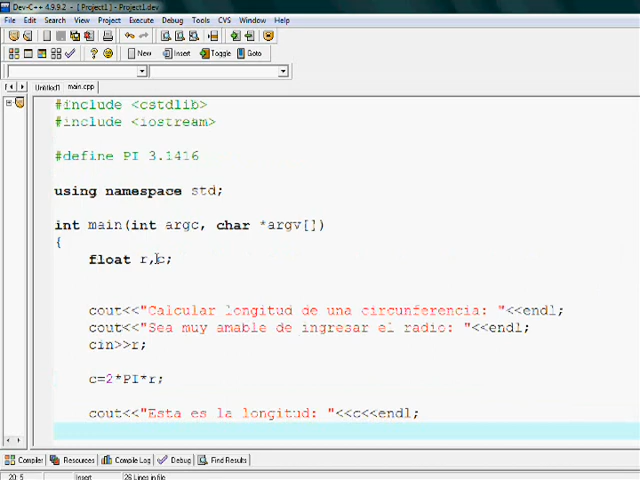 Dev-C++ 4.9.9.2 - [ Project1 ] - Project1.dev
File Edit Search View Project Execute Debug Tools CVS Window Help
New Insert Toggle Goto
Untitled1 main.cpp
#include <cstdlib>
#include <iostream>
#define PI 3.1416
using namespace std;
int main(int argc, char *argv[])
{
float r,c;
cout<<"Calcular longitud de una circunferencia: "<<endl;
cout<<"Sea muy amable de ingresar el radio: "<<endl;
cin>>r;
c=2*PI*r;
cout<<"Esta es la longitud: "<<c<<endl;
Compiler Resources Compile Log Debug Find Results
20: 5 Insert 26 Lines in file